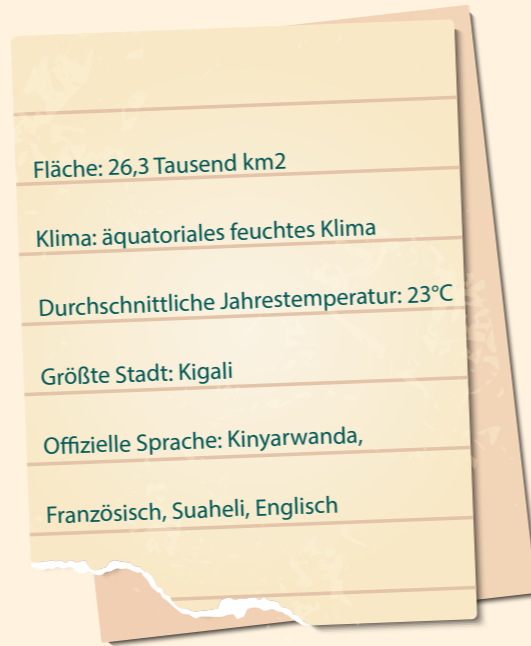 Fläche: 26,3 Tausend km2
Klima: äquatoriales feuchtes Klima
Durchschnittliche Jahrestemperatur: 23°C
Größte Stadt: Kigali
Offizielle Sprache: Kinyarwanda,
Französisch, Suaheli, Englisch